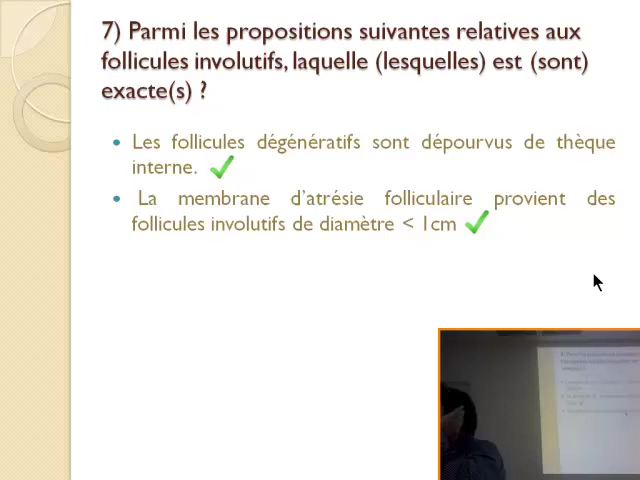 7) Parmi les propositions suivantes relatives aux
follicules involutifs, laquelle (lesquelles) est (sont)
exacte(s) ?
• Les follicules dégénératifs sont dépourvus de thèque
interne.
• La membrane d'atrésie folliculaire provient des
follicules involutifs de diamètre < 1cm